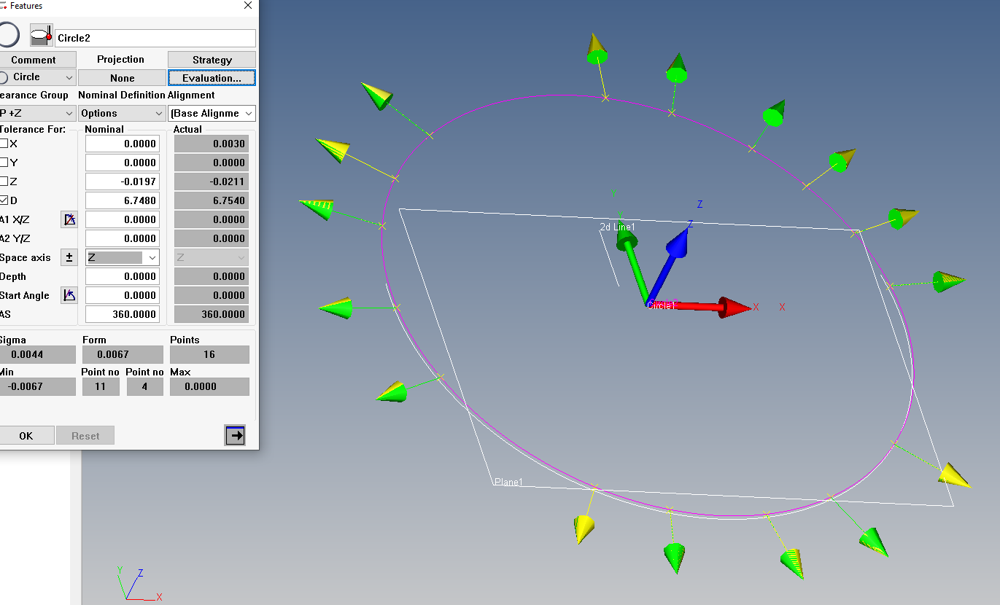 Features
Circle2
Comment Projection Strategy
Circle None Evaluation...
earance Group Nominal Definition Alignment
P +Z Options (Base Alignme
Tolerance For: Nominal Actual
X 0.0000 0.0030
Y 0.0000 0.0000
Z -0.0197 -0.0211
D 6.7480 6.7540
A1 X/Z 0.0000 0.0000
A2 Y/Z 0.0000 0.0000
Space axis ± Z Z
Depth 0.0000 0.0000
Start Angle 0.0000 0.0000
AS 360.0000 360.0000
Sigma Form Points
0.0044 0.0067 16
Min Point no Point no Max
-0.0067 11 4 0.0000
OK Reset
Y
Z
Y
Z
2d Line1
Circle1
X X
Plane1
Y Z
X